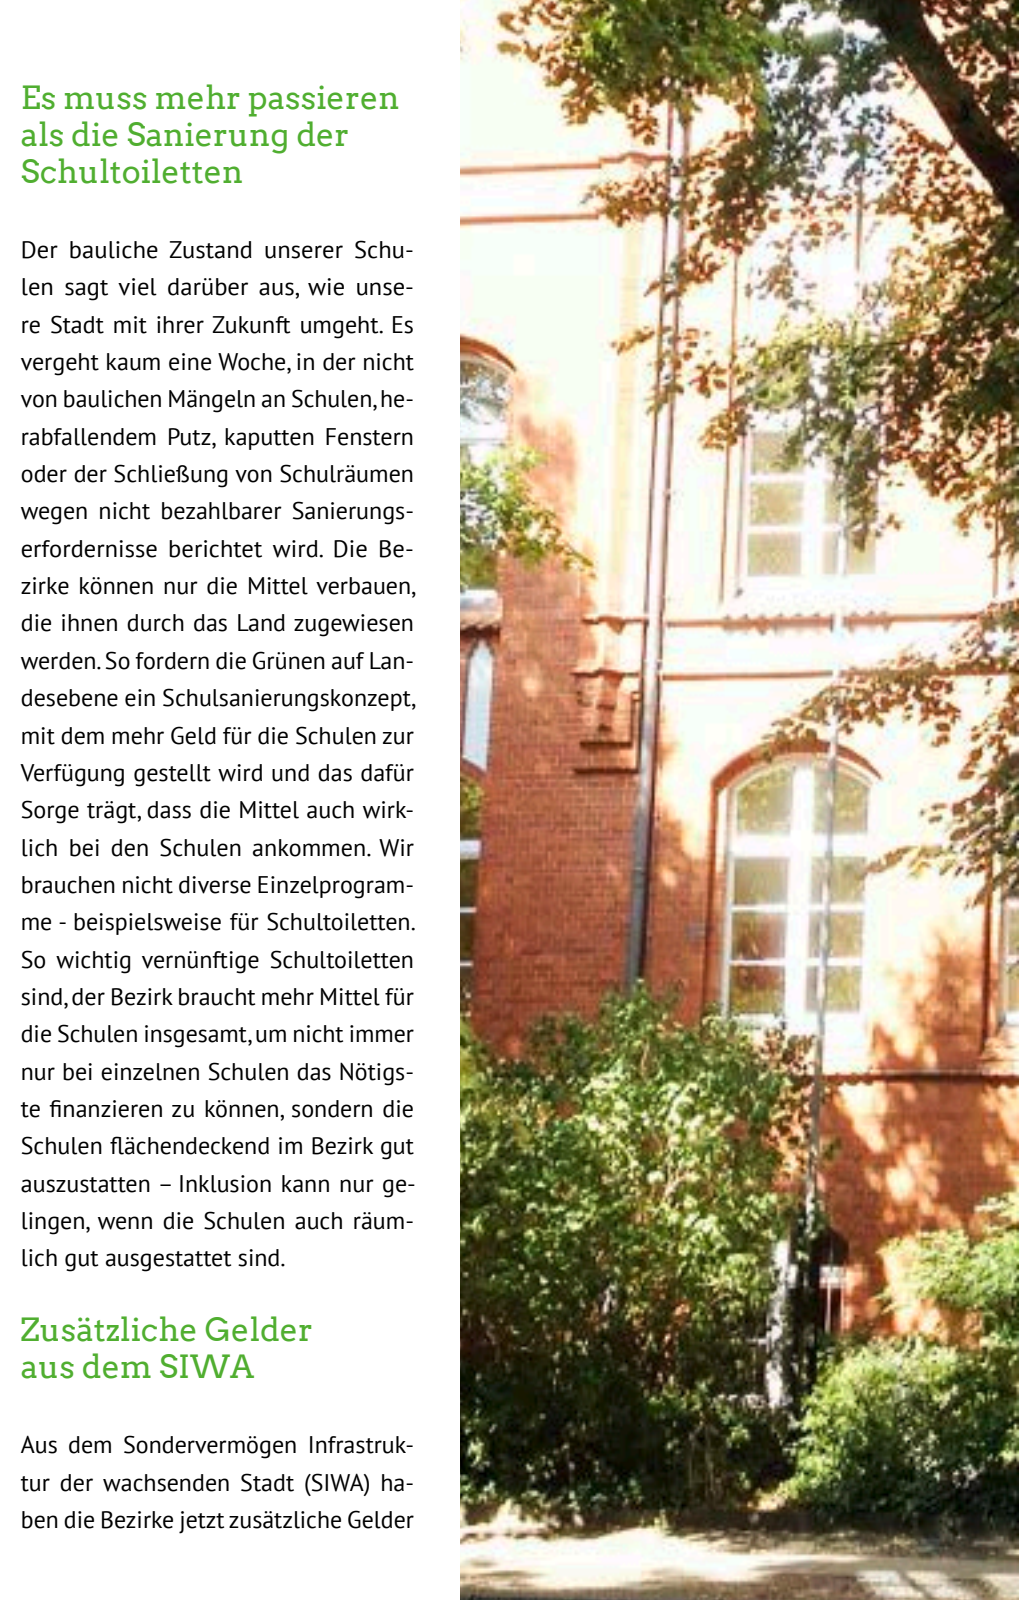 Es muss mehr passieren
als die Sanierung der
Schultoiletten
Der bauliche Zustand unserer Schu-
len sagt viel darüber aus, wie unse-
re Stadt mit ihrer Zukunft umgeht. Es
vergeht kaum eine Woche, in der nicht
von baulichen Mängeln an Schulen, he-
rabfallendem Putz, kaputten Fenstern
oder der Schließung von Schulräumen
wegen nicht bezahlbarer Sanierungs-
erfordernisse berichtet wird. Die Be-
zirke können nur die Mittel verbauen,
die ihnen durch das Land zugewiesen
werden. So fordern die Grünen auf Lan-
desebene ein Schulsanierungskonzept,
mit dem mehr Geld für die Schulen zur
Verfügung gestellt wird und das dafür
Sorge trägt, dass die Mittel auch wirk-
lich bei den Schulen ankommen. Wir
brauchen nicht diverse Einzelprogram-
me - beispielsweise für Schultoiletten.
So wichtig vernünftige Schultoiletten
sind, der Bezirk braucht mehr Mittel für
die Schulen insgesamt, um nicht immer
nur bei einzelnen Schulen das Nötigs-
te finanzieren zu können, sondern die
Schulen flächendeckend im Bezirk gut
auszustatten – Inklusion kann nur ge-
lingen, wenn die Schulen auch räum-
lich gut ausgestattet sind.
Zusätzliche Gelder
aus dem SIWA
Aus dem Sondervermögen Infrastruk-
tur der wachsenden Stadt (SIWA) ha-
ben die Bezirke jetzt zusätzliche Gelder